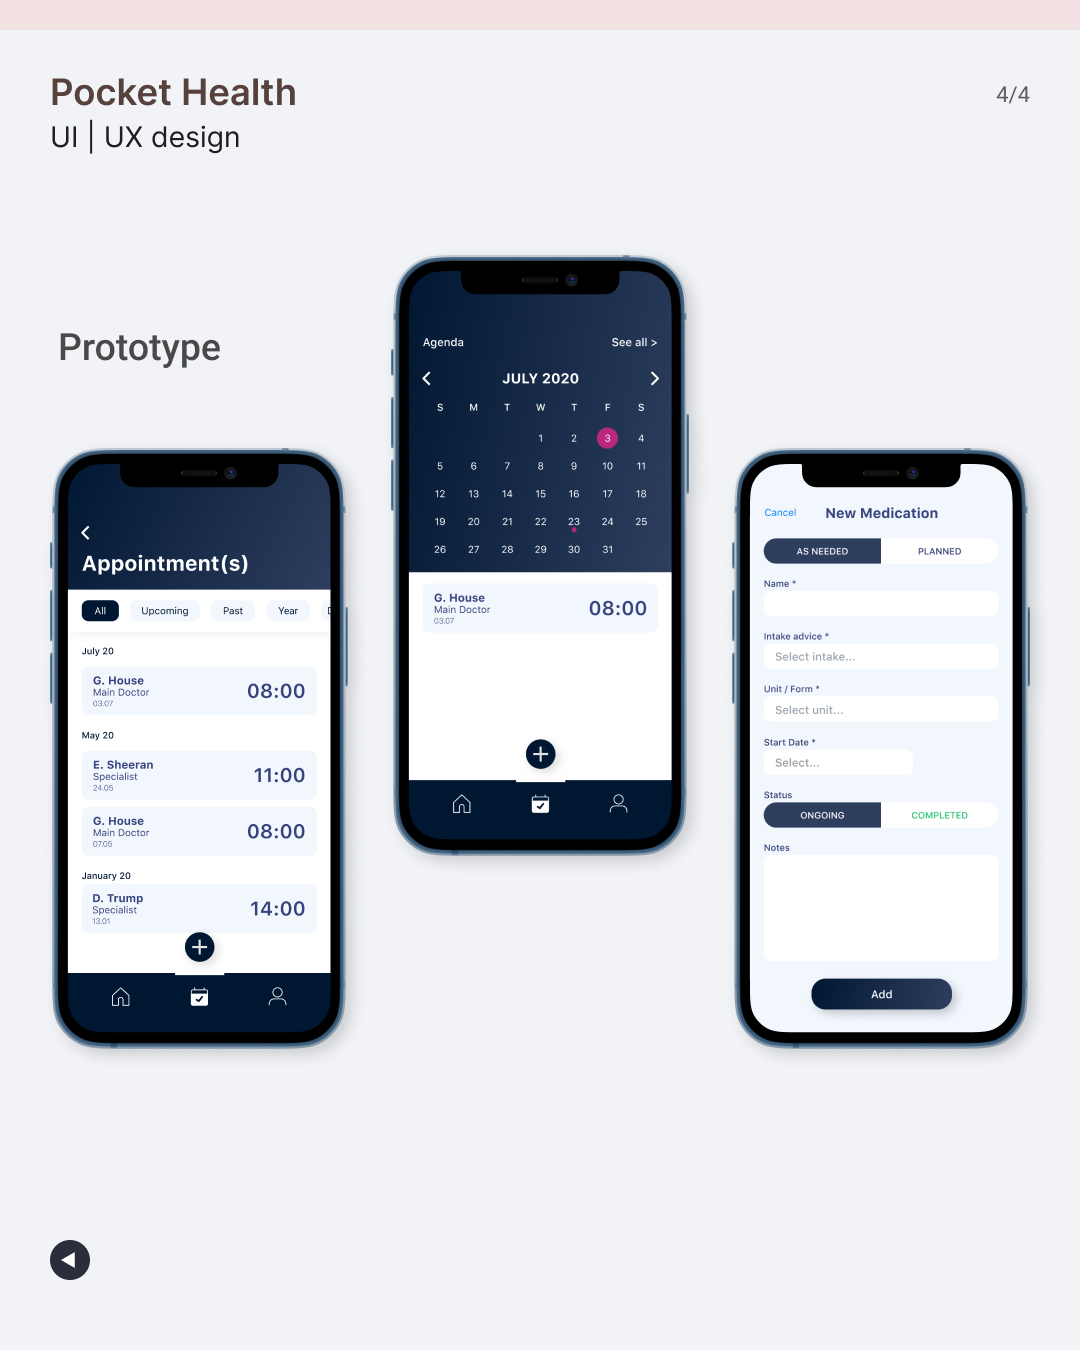 Pocket Health
4/4
UI | UX design
Prototype
Appointment(s)
All Upcoming Past Year
July 20
G. House
Main Doctor
03.07
08:00
May 20
E. Sheeran
Specialist
24.05
11:00
G. House
Main Doctor
07.05
08:00
January 20
D. Trump
Specialist
13.01
14:00
Agenda See all >
JULY 2020
S M T W T F S
1 2 3 4
5 6 7 8 9 10 11
12 13 14 15 16 17 18
19 20 21 22 23 24 25
26 27 28 29 30 31
G. House
Main Doctor
03.07
08:00
Cancel New Medication
AS NEEDED PLANNED
Name *
Intake advice *
Select intake...
Unit / Form *
Select unit...
Start Date *
Select...
Status
ONGOING COMPLETED
Notes
Add